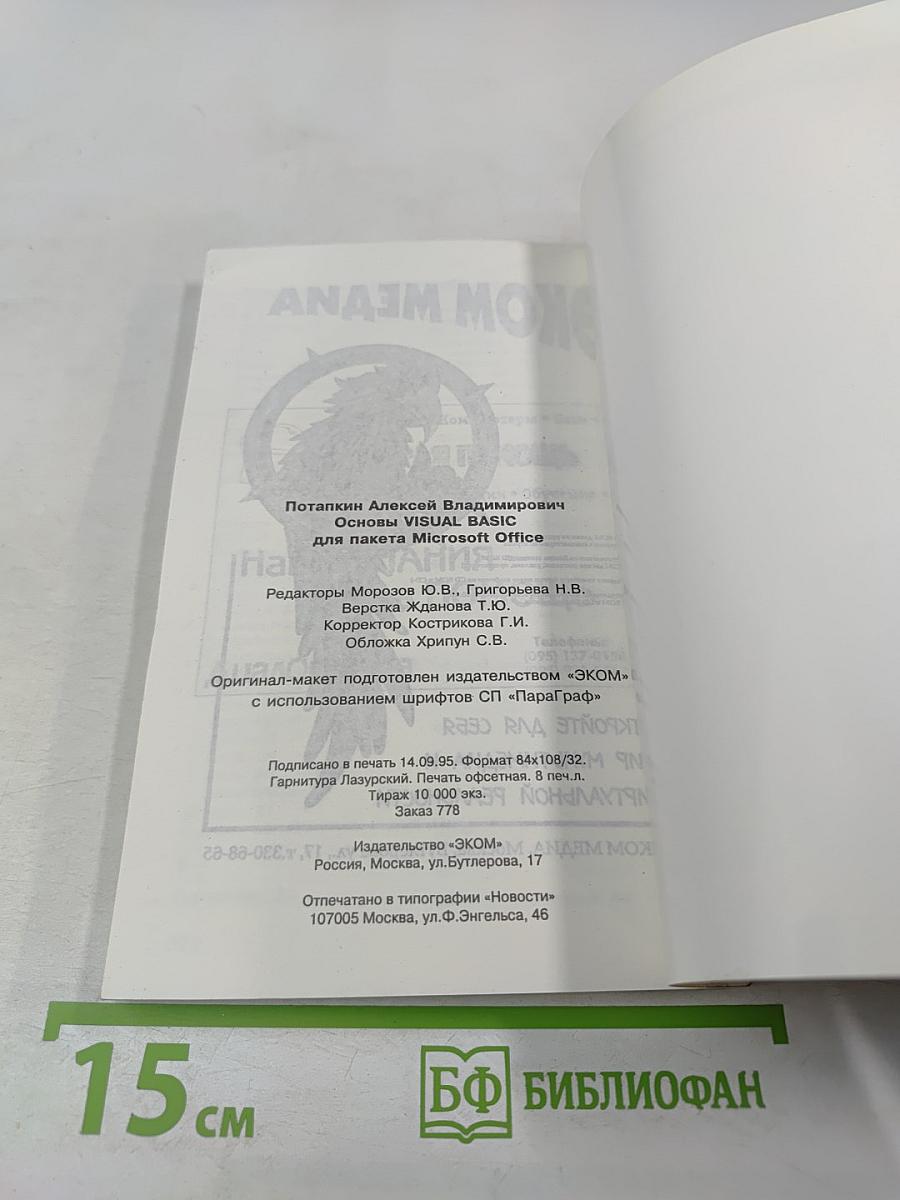 ЭКОМ МЕДИА
Потапкин Алексей Владимирович
Основы VISUAL BASIC
для пакета Microsoft Office
Редакторы Морозов Ю.В., Григорьева Н.В.
Верстка Жданова Т.Ю.
Корректор Кострикова Г.И.
Обложка Хрипун С.В.
Оригинал-макет подготовлен издательством «ЭКОМ»
с использованием шрифтов СП «ПараГраф»
Подписано в печать 14.09.95. Формат 84x108/32.
Гарнитура Лазурский. Печать офсетная. 8 печ.л.
Тираж 10 000 экз.
Заказ 778
Издательство «ЭКОМ»
Россия, Москва, ул.Бутлерова, 17
Отпечатано в типографии «Новости»
107005 Москва, ул.Ф.Энгельса, 46
15 см
БФ БИБЛИОФАН